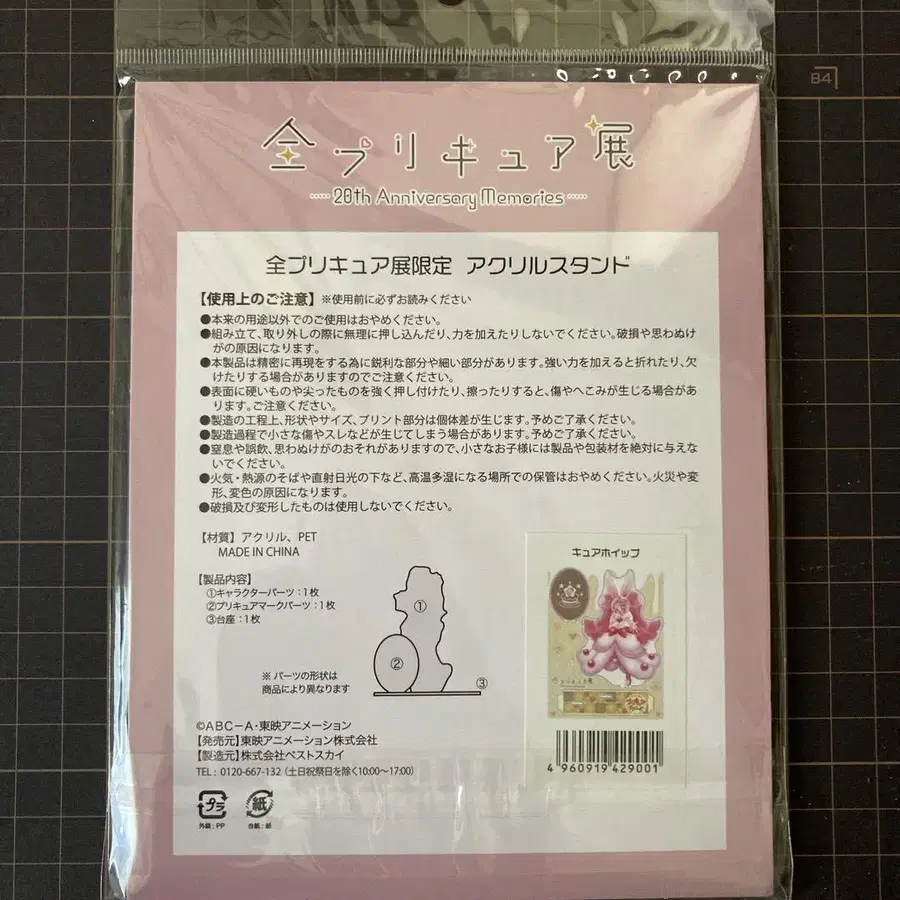 B4
全プリキュア展
20th Anniversary Memories
全プリキュア展限定 アクリルスタンド
【使用上のご注意】※使用前に必ずお読みください
●本来の用途以外でのご使用はおやめください。
●組み立て、取り外しの際に無理に押し込んだり、力を加えたりしないでください。破損や思わぬけ
がの原因になります。
●本製品は精密に再現をする為に鋭利な部分や細い部分があります。強い力を加えると折れたり、欠
けたりする場合がありますのでご注意ください。
●表面に硬いものや尖ったものを強く押し付けたり、擦ったりすると、傷やへこみが生じる場合があ
ります。ご注意ください。
●製造の工程上、形状やサイズ、プリント部分は個体差が生じます。予めご了承ください。
●製造過程で小さな傷やスレなどが生じてしまう場合があります。予めご了承ください。
●窒息や誤飲、思わぬけがのおそれがありますので、小さなお子様には製品や包装材を絶対に与えな
いでください。
●火気・熱源のそばや直射日光の下など、高温多湿になる場所での保管はおやめください。火災や変
形、変色の原因になります。
●破損及び変形したものは使用しないでください。
【材質】アクリル、PET
MADE IN CHINA
【製品内容】
①キャラクターパーツ：1枚
②プリキュアマークパーツ：1枚
③台座：1枚
①
②
③
※ パーツの形状は
商品により異なります
キュアホイップ
4 960919 429001
©ABC-A・東映アニメーション
【発売元】東映アニメーション株式会社
【製造元】株式会社ベストスカイ
TEL：0120-667-132（土日祝祭日を除く10:00〜17:00）
プラ
紙
外袋：PP
台紙：紙